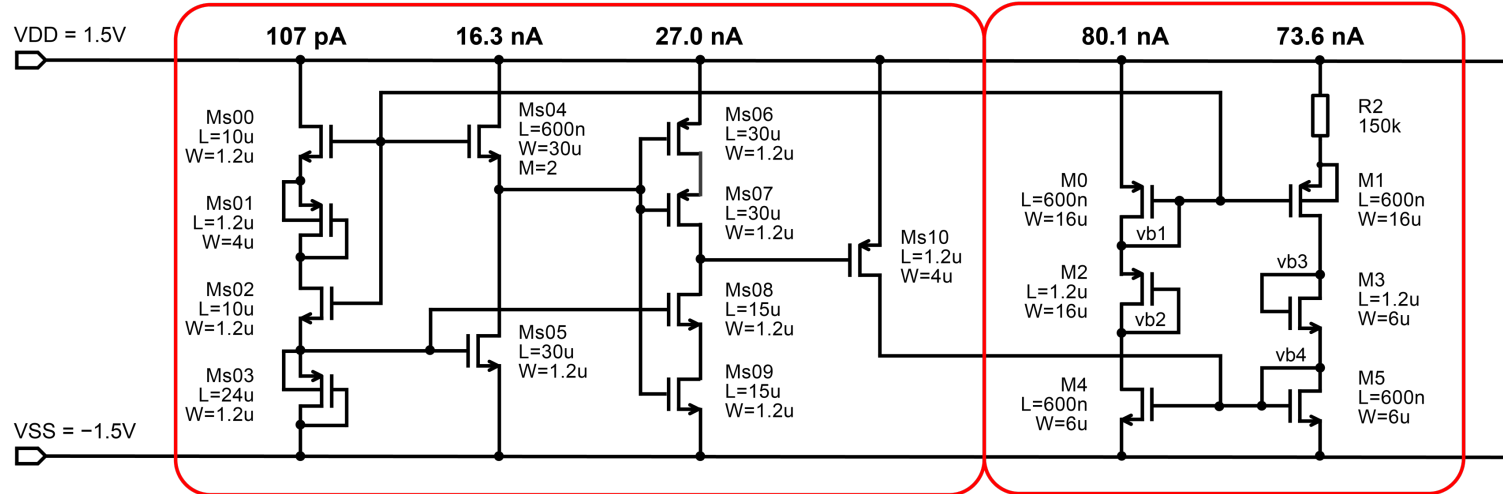 VDD = 1.5V
107 pA
16.3 nA
27.0 nA
80.1 nA
73.6 nA
Ms00
L=10u
W=1.2u
Ms04
L=600n
W=30u
M=2
Ms06
L=30u
W=1.2u
R2
150k
Ms01
L=1.2u
W=4u
Ms07
L=30u
W=1.2u
M0
L=600n
W=16u
vb1
M1
L=600n
W=16u
Ms10
L=1.2u
W=4u
Ms02
L=10u
W=1.2u
Ms08
L=15u
W=1.2u
M2
L=1.2u
W=16u
vb2
vb3
M3
L=1.2u
W=6u
Ms03
L=24u
W=1.2u
Ms05
L=30u
W=1.2u
Ms09
L=15u
W=1.2u
M4
L=600n
W=6u
vb4
M5
L=600n
W=6u
VSS = −1.5V